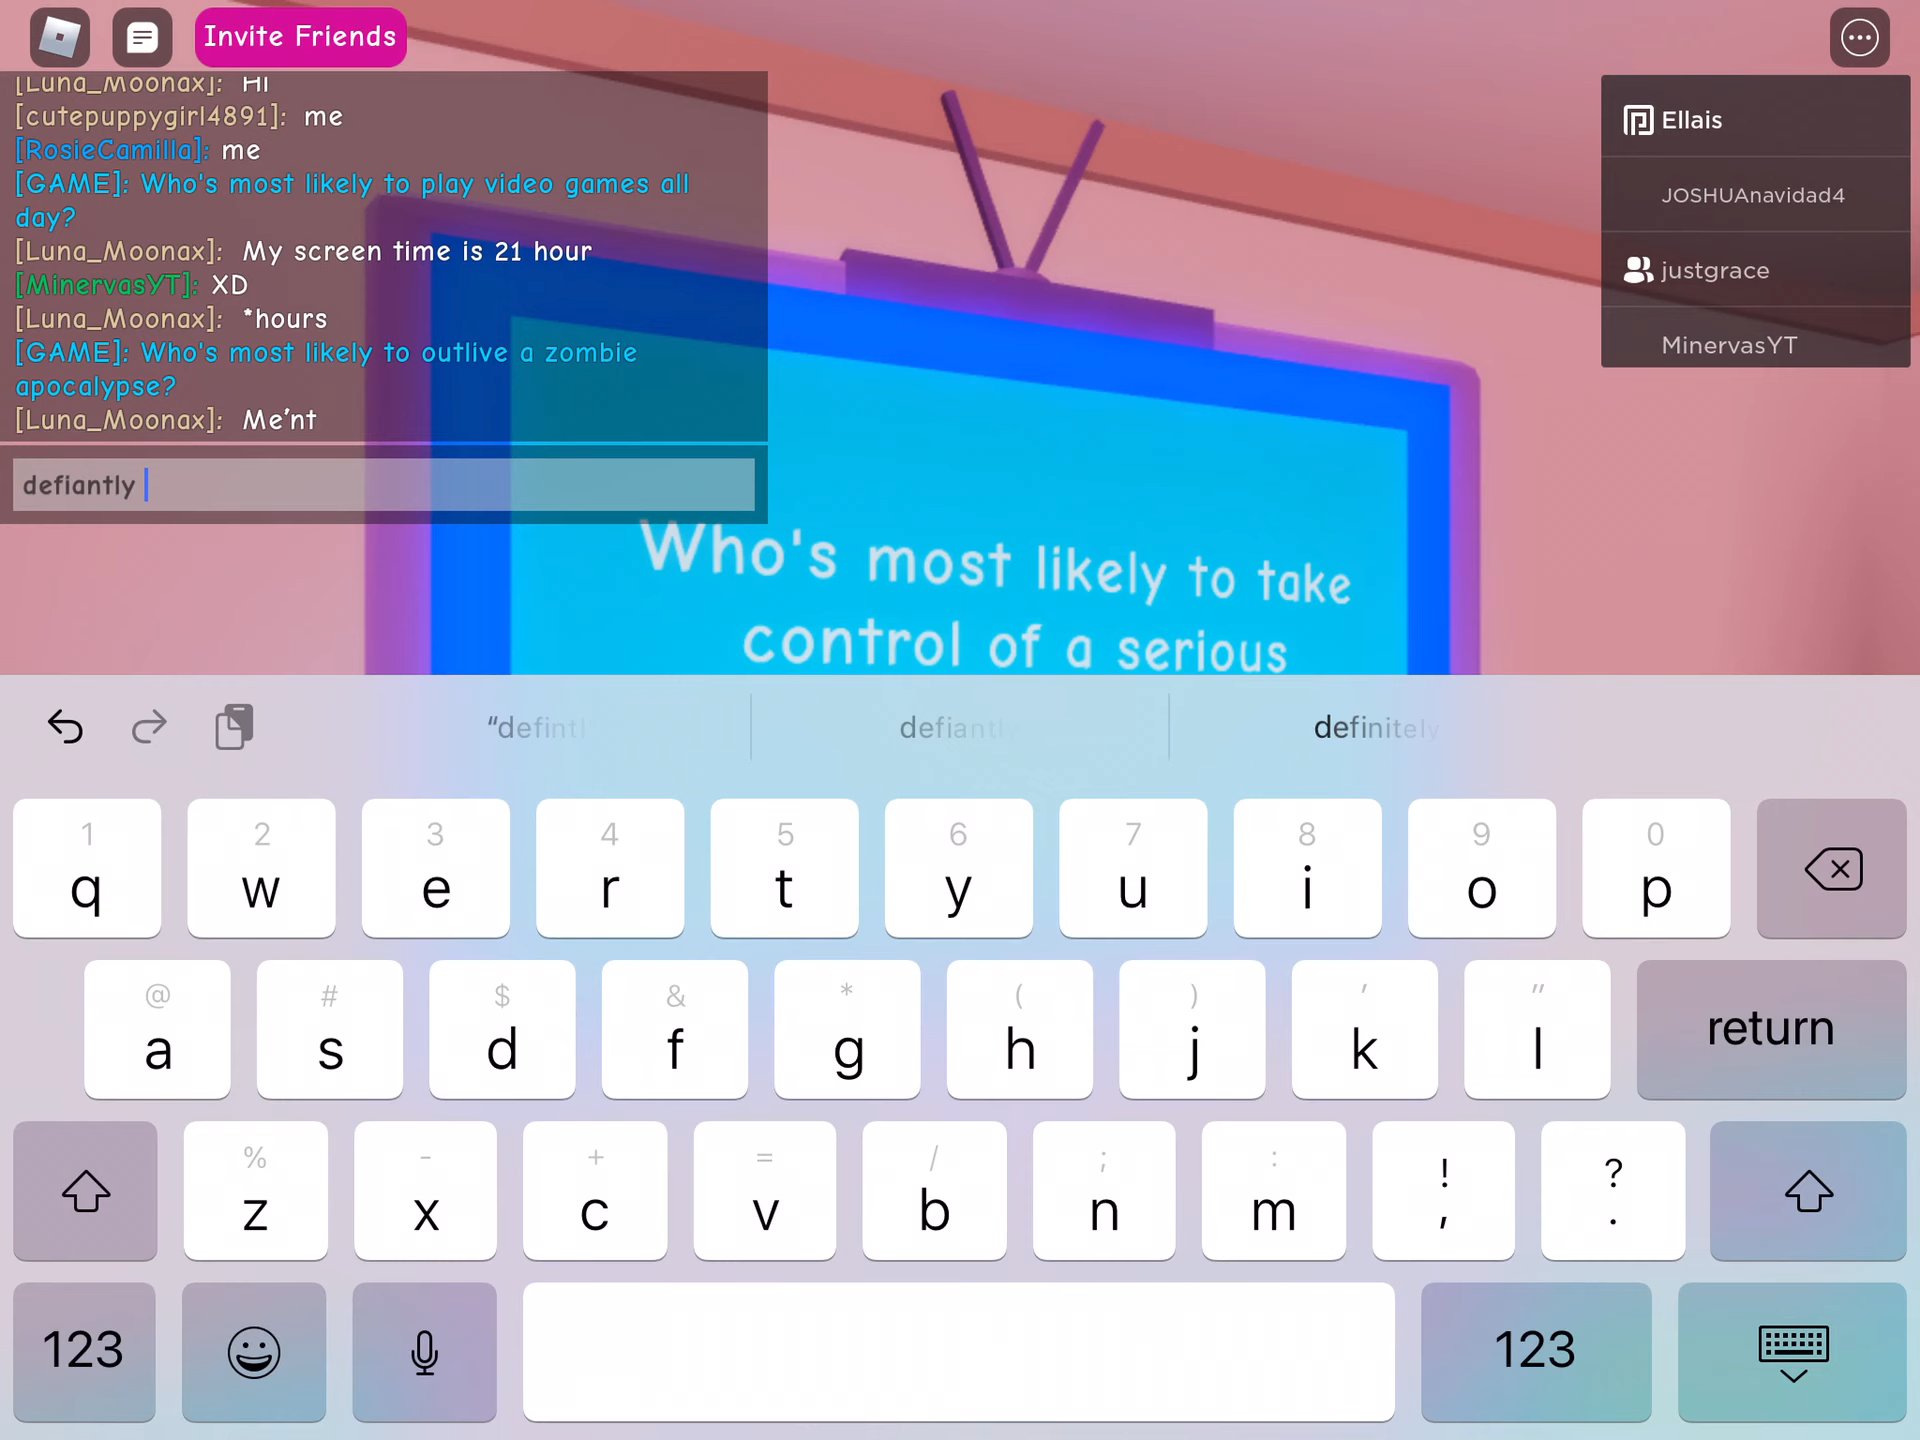 Invite Friends
[Luna_Moonax]: Hi
[cutepuppygirl4891]: me
[RosieCamilla]: me
[GAME]: Who's most likely to play video games all
day?
[Luna_Moonax]: My screen time is 21 hour
[MinervasYT]: XD
[Luna_Moonax]: *hours
[GAME]: Who's most likely to outlive a zombie
apocalypse?
[Luna_Moonax]: Me’nt
defiantly
Ellais
JOSHUAnavidad4
justgrace
MinervasYT
Who's most likely to take
control of a serious
“defintl defiantly definitely
1 2 3 4 5 6 7 8 9 0
q w e r t y u i o p
@ # $ & * ( ) ' "
a s d f g h j k l return
% - + = / ; : ! ?
z x c v b n m , .
123 123